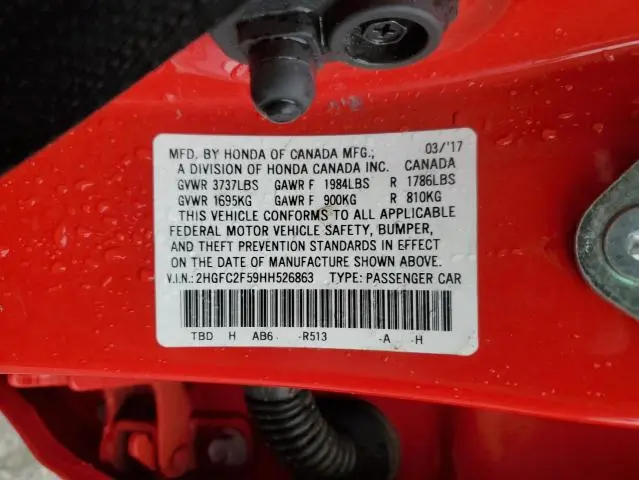 MFD. BY HONDA OF CANADA MFG.; 03/'17
A DIVISION OF HONDA CANADA INC. CANADA
GVWR 3737LBS GAWR F 1984LBS R 1786LBS
GVWR 1695KG GAWR F 900KG R 810KG
THIS VEHICLE CONFORMS TO ALL APPLICABLE
FEDERAL MOTOR VEHICLE SAFETY, BUMPER,
AND THEFT PREVENTION STANDARDS IN EFFECT
ON THE DATE OF MANUFACTURE SHOWN ABOVE.
V.I.N.: 2HGFC2F59HH526863 TYPE: PASSENGER CAR
TBD H AB6 -R513 -A -H